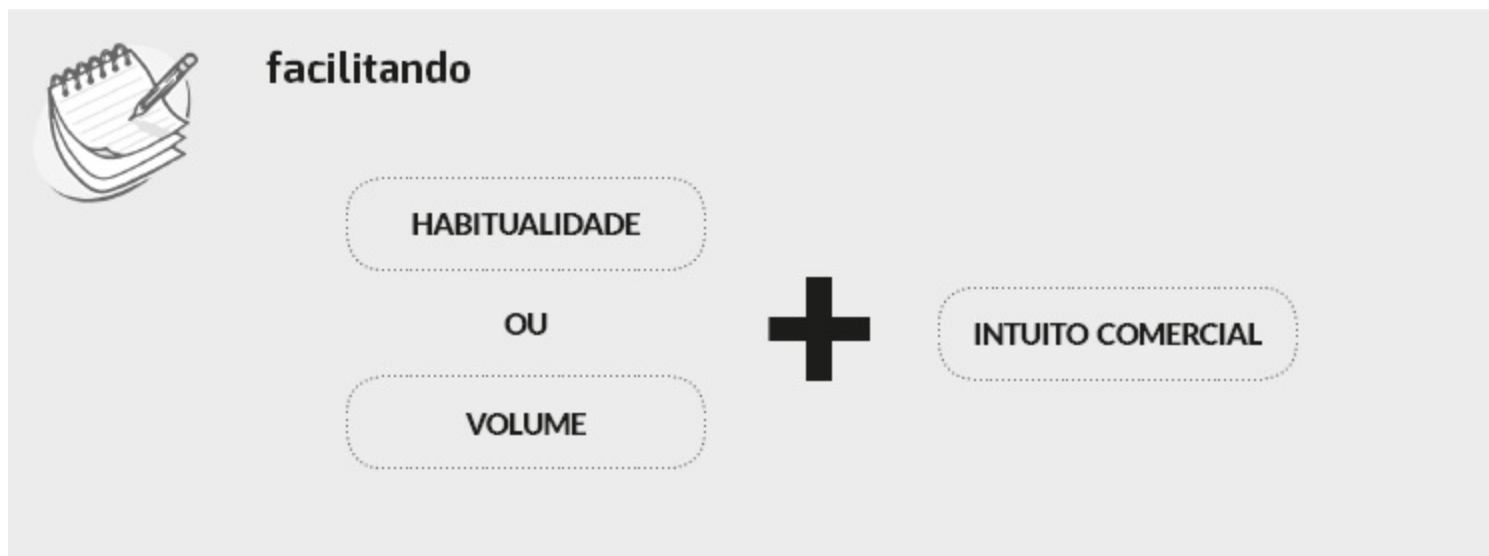 facilitando
HABITUALIDADE
OU
VOLUME
INTUITO COMERCIAL